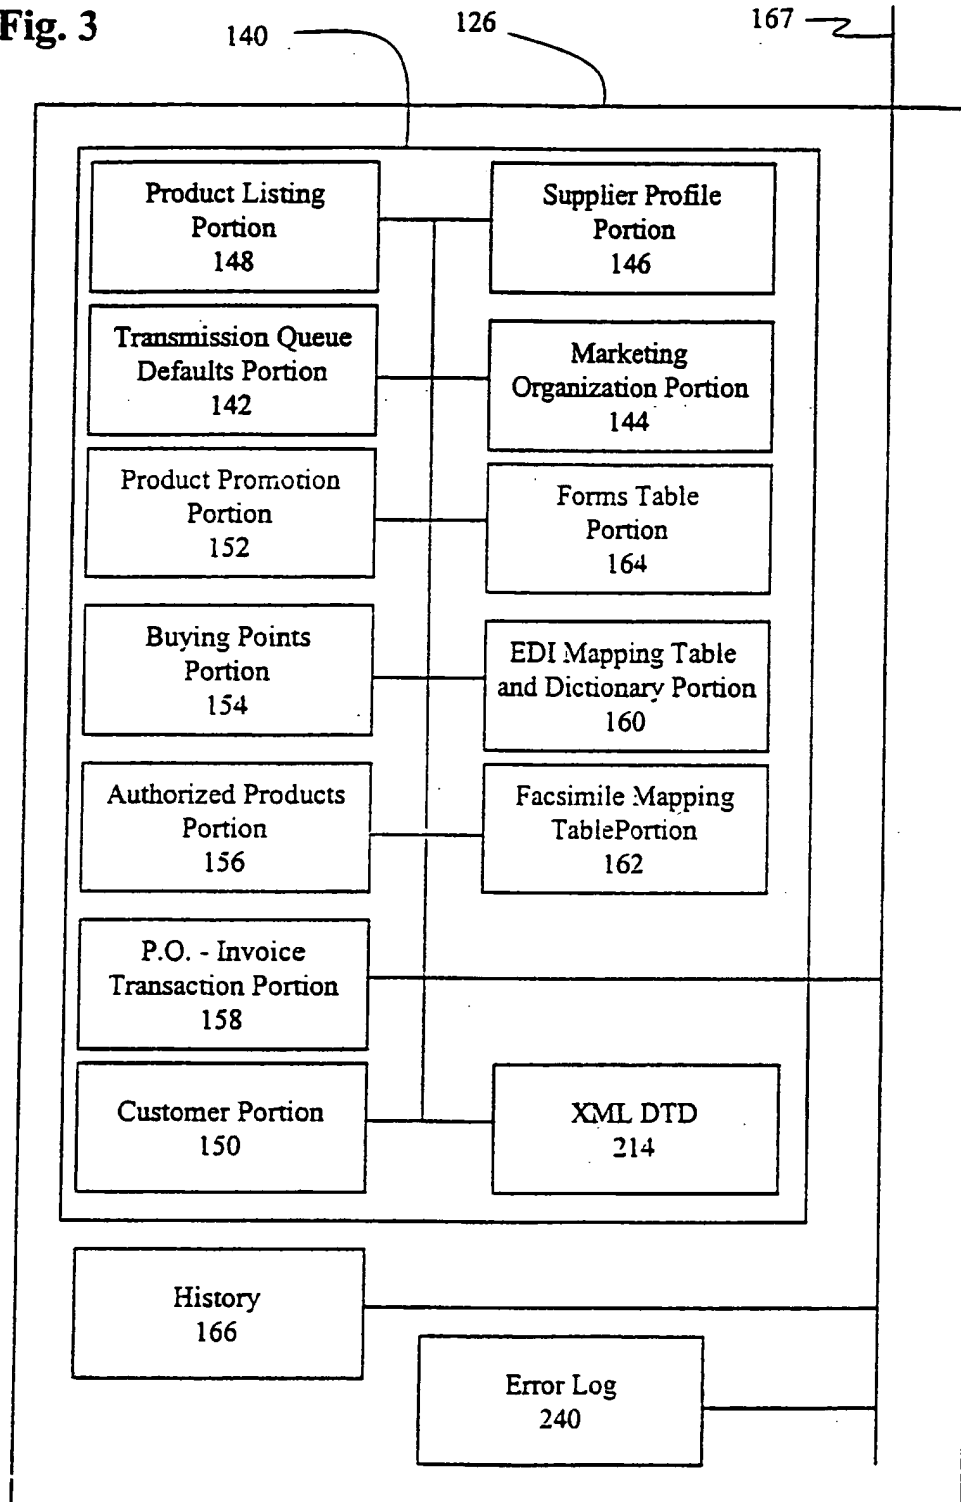 Fig. 3
140
126
167
Product Listing
Portion
148
Supplier Profile
Portion
146
Transmission Queue
Defaults Portion
142
Marketing
Organization Portion
144
Product Promotion
Portion
152
Forms Table
Portion
164
Buying Points
Portion
154
EDI Mapping Table
and Dictionary Portion
160
Authorized Products
Portion
156
Facsimile Mapping
TablePortion
162
P.O. - Invoice
Transaction Portion
158
Customer Portion
150
XML DTD
214
History
166
Error Log
240